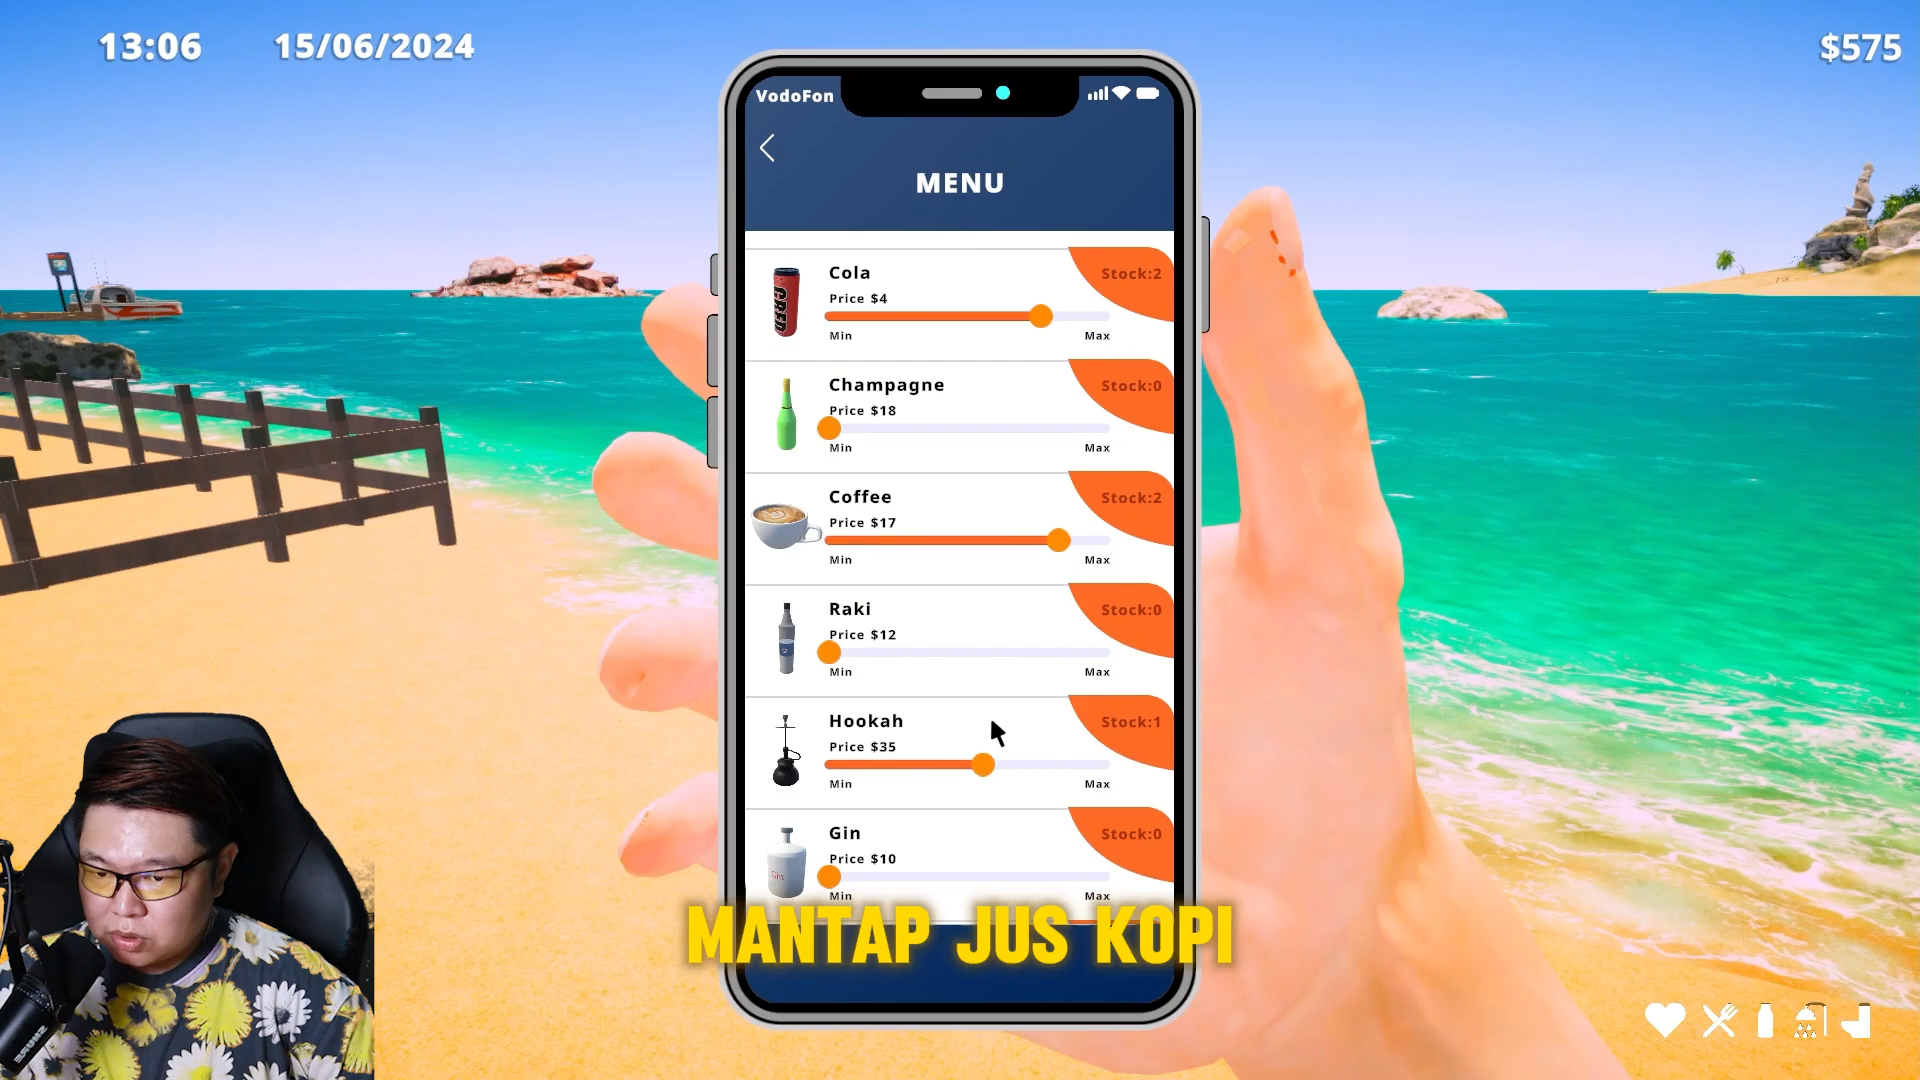 13:06 15/06/2024
$575
VodoFon
MENU
Cola
Stock:2
Price $4
Min Max
Champagne
Stock:0
Price $18
Min Max
Coffee
Stock:2
Price $17
Min Max
Raki
Stock:0
Price $12
Min Max
Hookah
Stock:1
Price $35
Min Max
Gin
Stock:0
Price $10
Min Max
MANTAP JUS KOPI